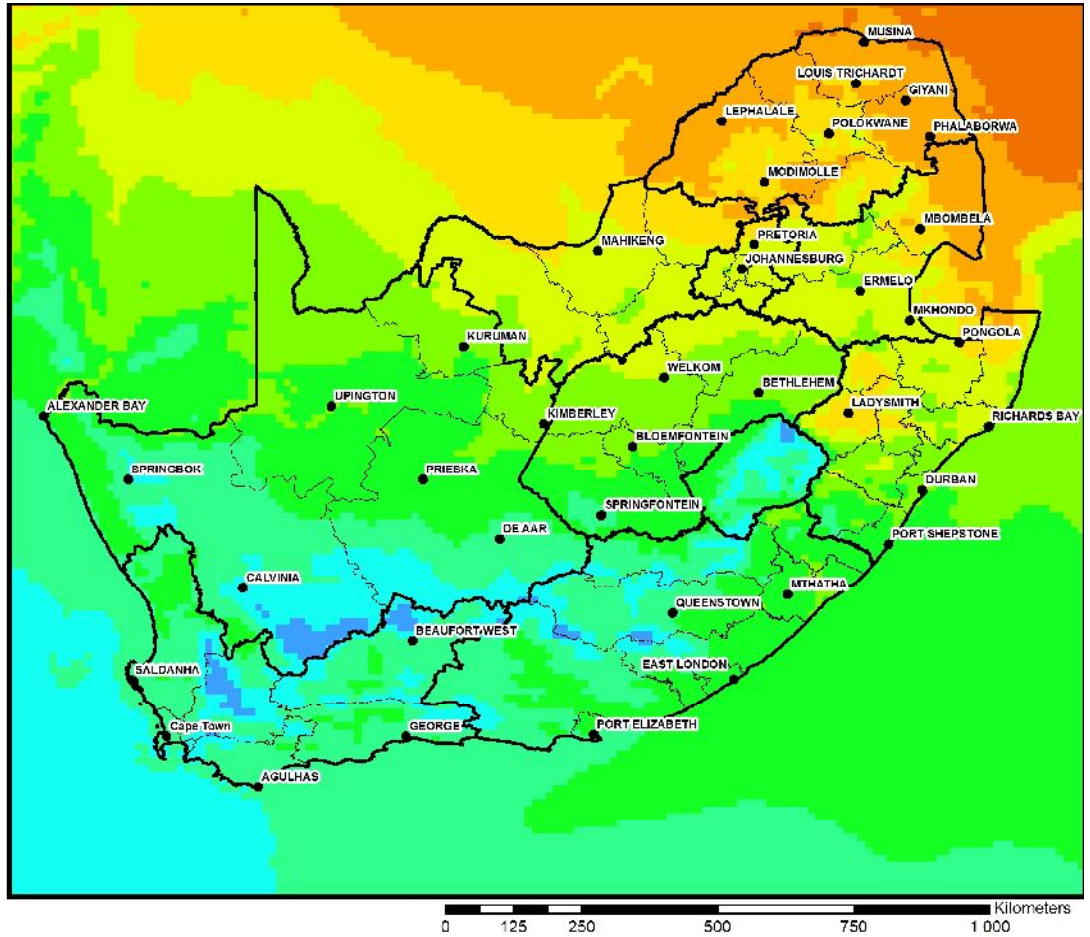 MUSINA
LOUIS TRICHARDT
GIYANI
LEPHALALE
POLOKWANE
PHALABORWA
MODIMOLLE
MBOMBELA
PRETORIA
MAHIKENG
JOHANNESBURG
ERMELO
MKHONDO
KURUMAN
PONGOLA
WELKOM
BETHLEHEM
UPINGTON
ALEXANDER BAY
KIMBERLEY
LADYSMITH
RICHARDS BAY
BLOEMFONTEIN
SPRINGBOK
PRIESKA
DURBAN
SPRINGFONTEIN
DE AAR
PORT SHEPSTONE
CALVINIA
MTHATHA
QUEENSTOWN
BEAUFORT WEST
SALDANHA
EAST LONDON
Cape Town
GEORGE
PORT ELIZABETH
AGULHAS
Kilometers
0 125 250 500 750 1 000